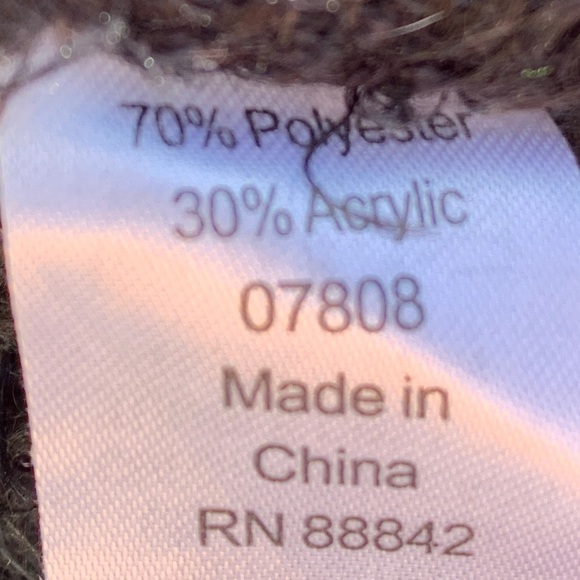 70% Polyester
30% Acrylic
07808
Made in
China
RN 88842